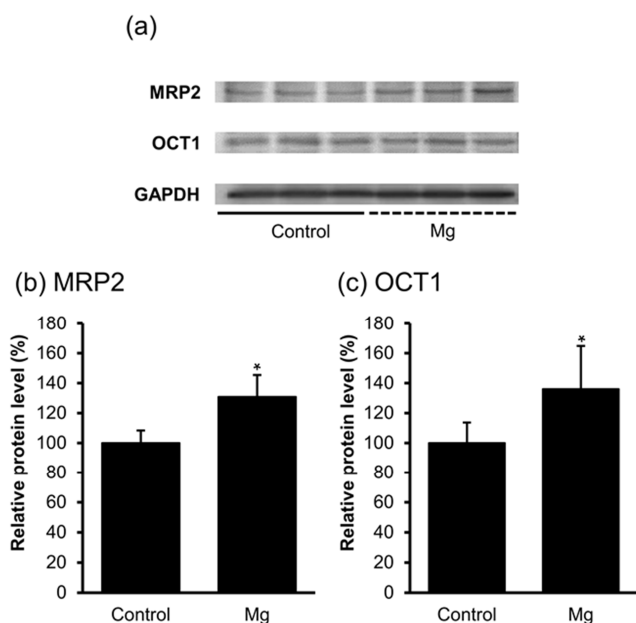 (a)
MRP2
OCT1
GAPDH
Control Mg
(b) MRP2
Relative protein level (%)
180
160
140
120
100
80
60
40
20
0
*
Control Mg
(c) OCT1
Relative protein level (%)
180
160
140
120
100
80
60
40
20
0
*
Control Mg